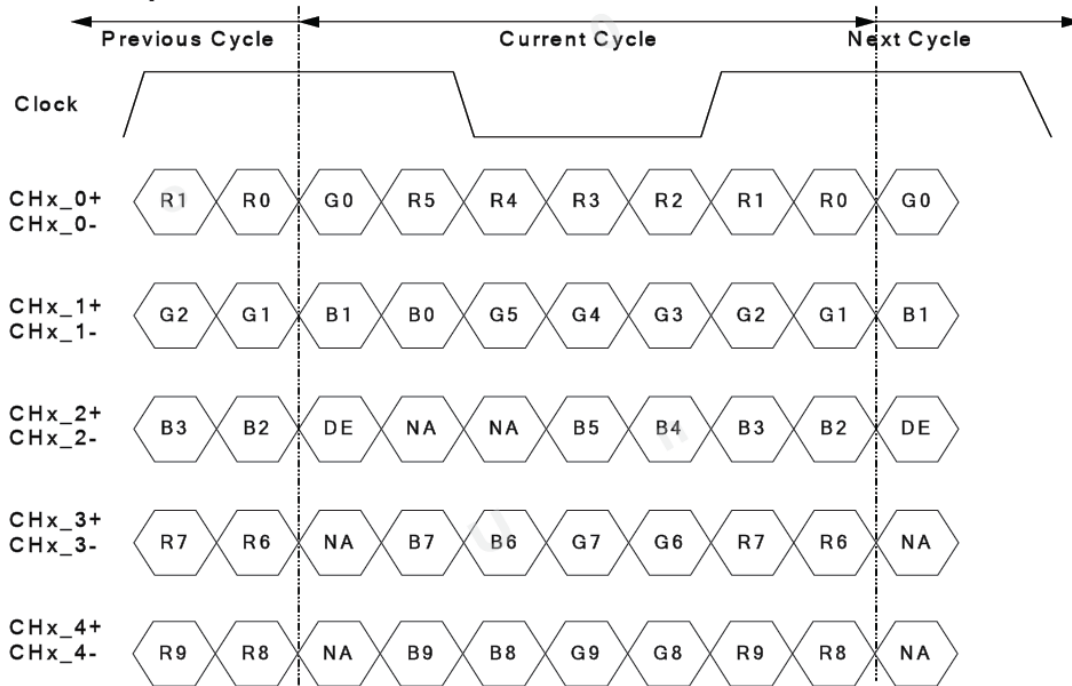 Previous Cycle Current Cycle Next Cycle
Clock
CHx_0+
CHx_0-
R1 R0 G0 R5 R4 R3 R2 R1 R0 G0
CHx_1+
CHx_1-
G2 G1 B1 B0 G5 G4 G3 G2 G1 B1
CHx_2+
CHx_2-
B3 B2 DE NA NA B5 B4 B3 B2 DE
CHx_3+
CHx_3-
R7 R6 NA B7 B6 G7 G6 R7 R6 NA
CHx_4+
CHx_4-
R9 R8 NA B9 B8 G9 G8 R9 R8 NA